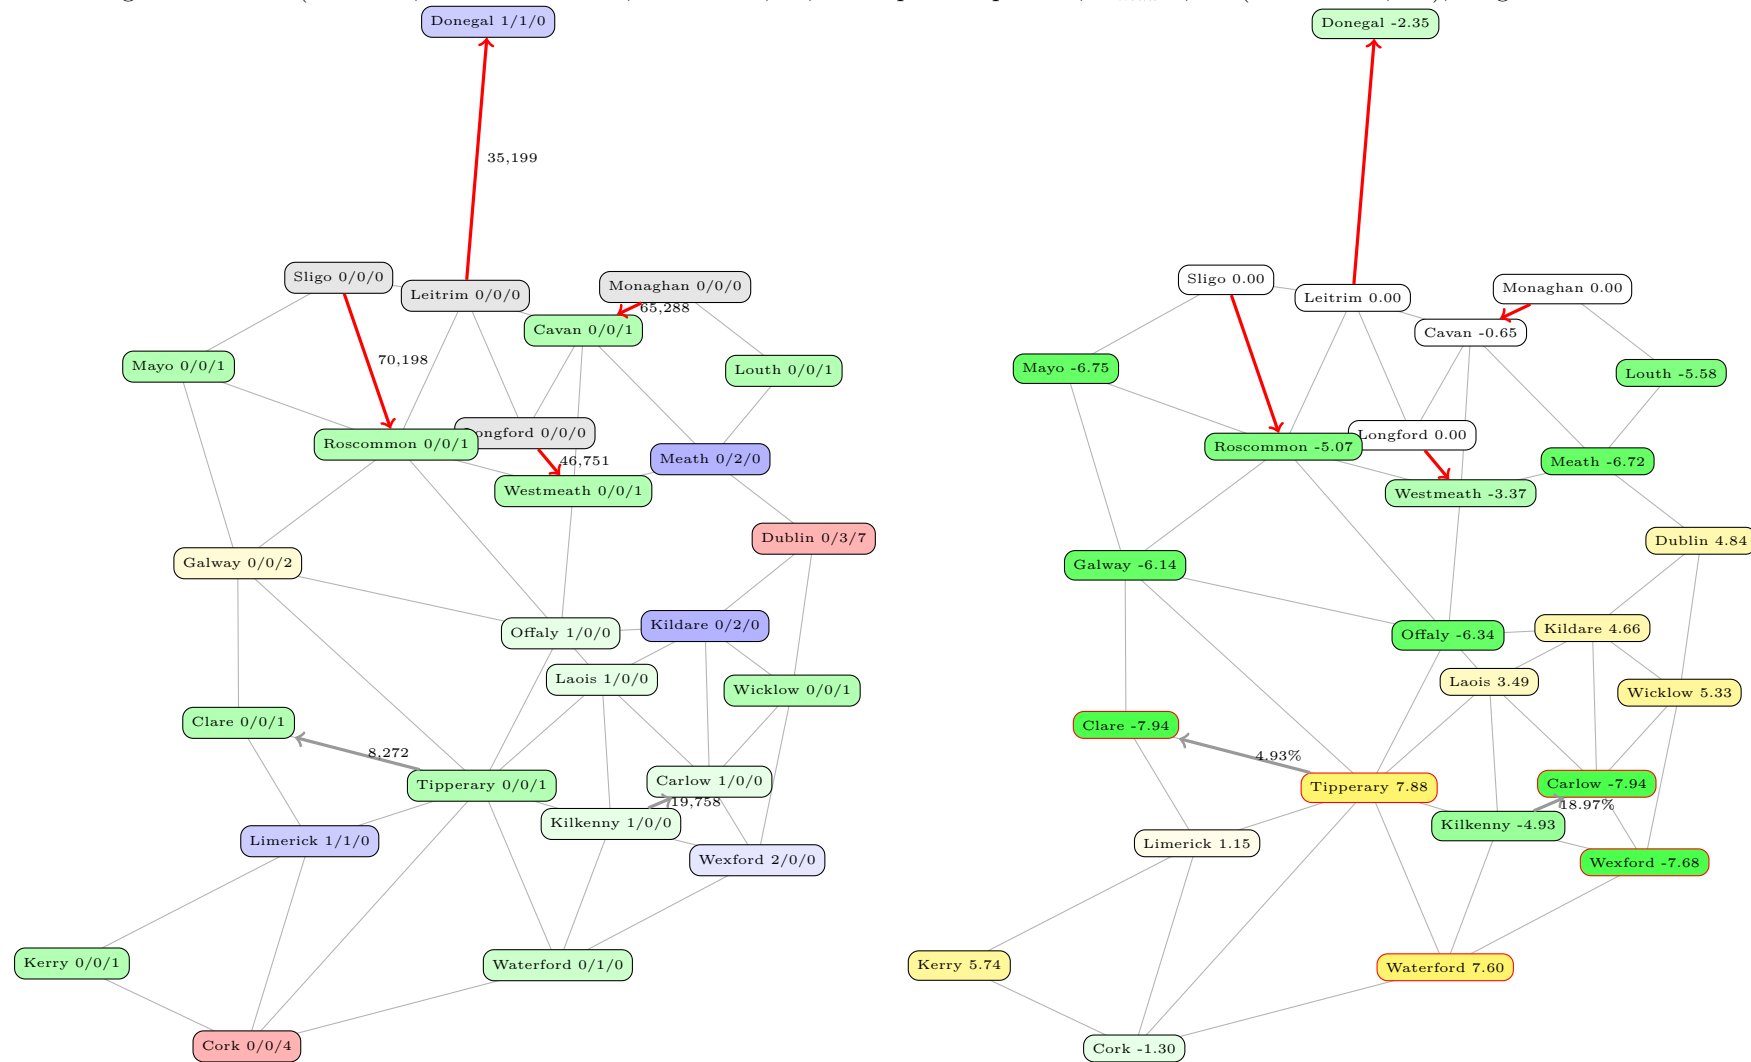 Donegal 1/1/0
35,199
Sligo 0/0/0
Leitrim 0/0/0
Monaghan 0/0/0
65,288
Cavan 0/0/1
Mayo 0/0/1
70,198
Louth 0/0/1
Roscommon 0/0/1
ongford 0/0/0
46,751
Meath 0/2/0
Westmeath 0/0/1
Dublin 0/3/7
Galway 0/0/2
Offaly 1/0/0
Kildare 0/2/0
Laois 1/0/0
Wicklow 0/0/1
Clare 0/0/1
8,272
Tipperary 0/0/1
Carlow 1/0/0
19,758
Kilkenny 1/0/0
Limerick 1/1/0
Wexford 2/0/0
Kerry 0/0/1
Waterford 0/1/0
Cork 0/0/4
Donegal -2.35
Sligo 0.00
Leitrim 0.00
Monaghan 0.00
Cavan -0.65
Mayo -6.75
Louth -5.58
Roscommon -5.07
Longford 0.00
Meath -6.72
Westmeath -3.37
Dublin 4.84
Galway -6.14
Offaly -6.34
Kildare 4.66
Laois 3.49
Wicklow 5.33
Clare -7.94
4.93%
Tipperary 7.88
Carlow -7.94
18.97%
Kilkenny -4.93
Limerick 1.15
Wexford -7.68
Kerry 5.74
Waterford 7.60
Cork -1.30